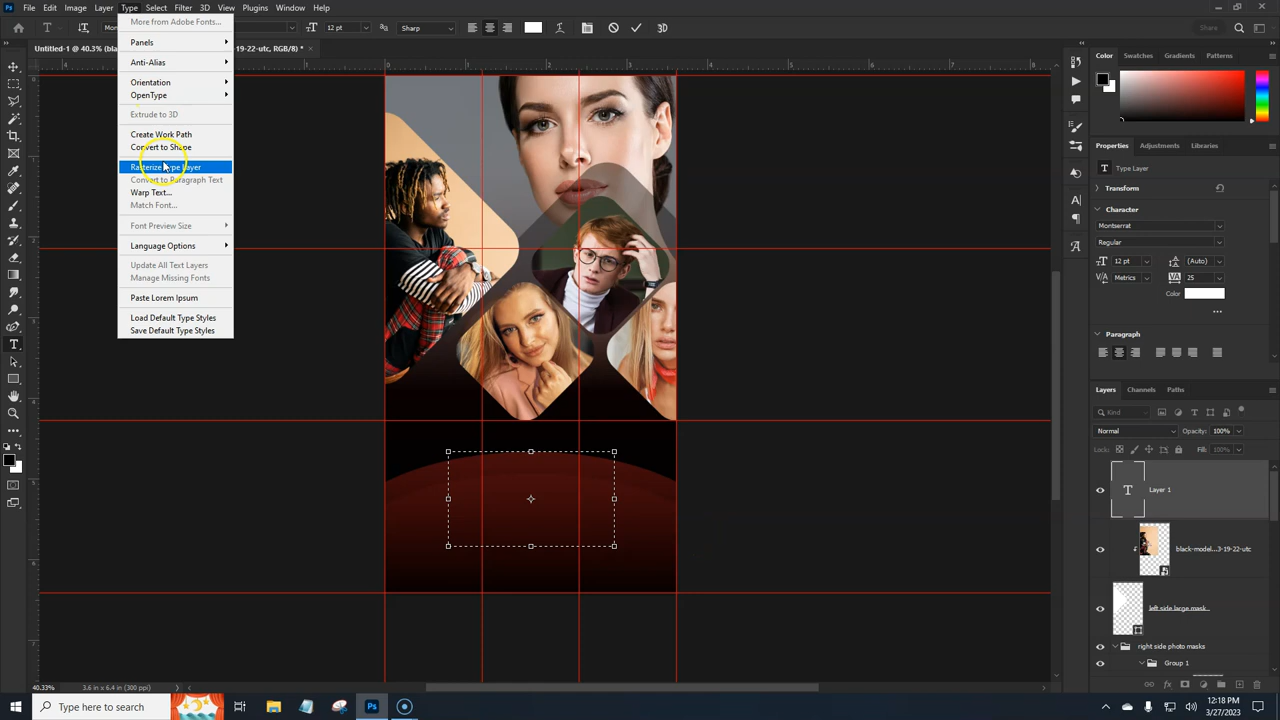 File Edit Image Layer Type Select Filter 3D View Plugins Window Help
12 pt Sharp 3D Share
Untitled-1 @ 40.3% 3-19-22-utc, RGB/8) *
More from Adobe Fonts...
Panels
Anti-Alias
Orientation
OpenType
Extrude to 3D
Create Work Path
Convert to Shape
Rasterize Type Layer
Convert to Paragraph Text
Warp Text...
Match Font...
Font Preview Size
Language Options
Update All Text Layers
Manage Missing Fonts
Paste Lorem Ipsum
Load Default Type Styles
Save Default Type Styles
Color Swatches Gradients Patterns
Properties Adjustments Libraries
Type Layer
Transform
Character
Montserrat
Regular
12 pt (Auto)
Metrics 25
Color:
Paragraph
Layers Channels Paths
Kind
Normal Opacity: 100%
Lock: Fill: 100%
Layer 1
black-model...3-19-22-utc
left side large mask
right side photo masks
Group 1
40.33% 3.6 in x 6.4 in (300 ppi)
Type here to search
12:18 PM
3/27/2023